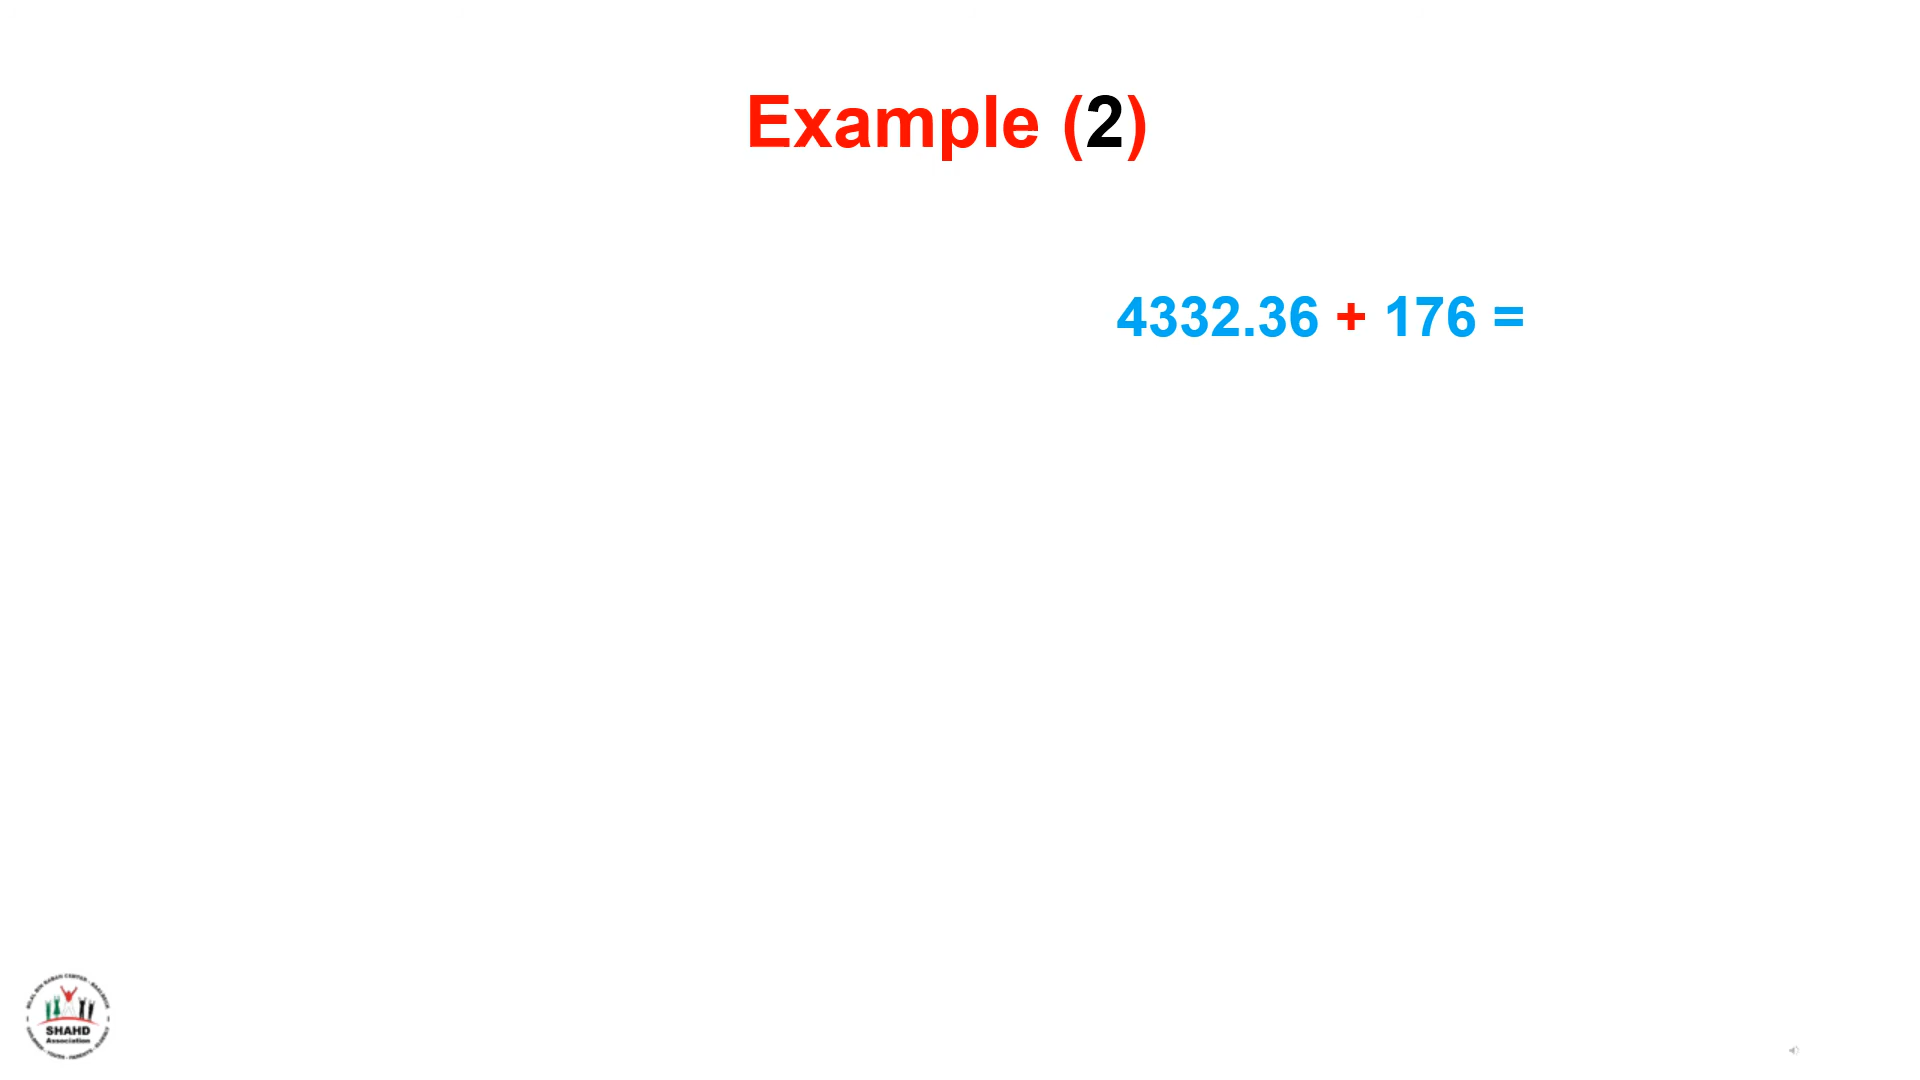 Example (2)
4332.36 + 176 =
SHAHD
Association